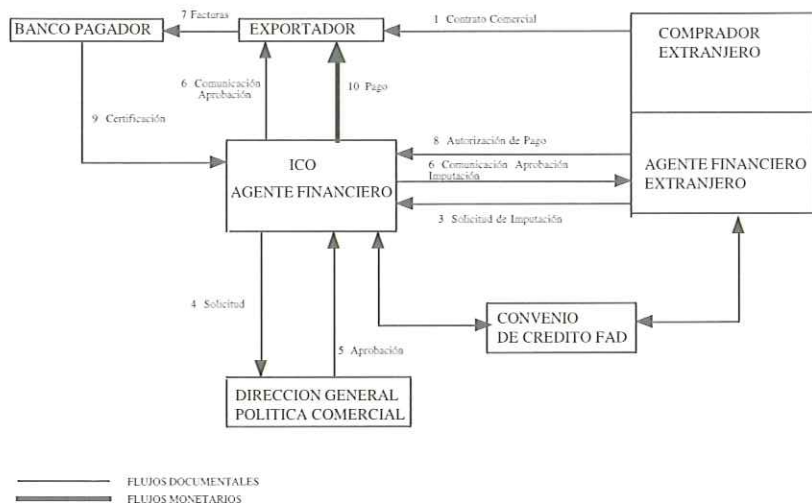 7 Facturas
1 Contrato Comercial
BANCO PAGADOR
EXPORTADOR
COMPRADOR
EXTRANJERO
6 Comunicación
Aprobación
10 Pago
9 Certificación
8 Autorización de Pago
ICO
AGENTE FINANCIERO
6 Comunicación Aprobación
Imputación
AGENTE FINANCIERO
EXTRANJERO
3 Solicitud de Imputación
4 Solicitud
5 Aprobación
CONVENIO
DE CREDITO FAD
DIRECCION GENERAL
POLITICA COMERCIAL
FLUJOS DOCUMENTALES
FLUJOS MONETARIOS